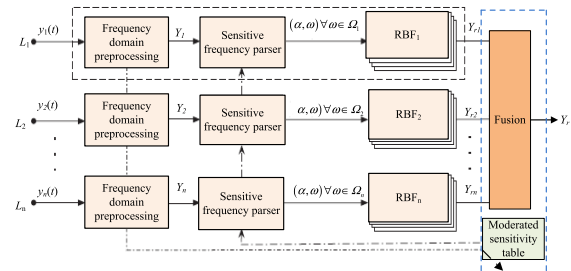 y1(t)
L1
Frequency
domain
preprocessing
Y1
Sensitive
frequency parser
(α,ω)∀ω∈Ω1
RBF1
Yr1
y2(t)
L2
Frequency
domain
preprocessing
Y2
Sensitive
frequency parser
(α,ω)∀ω∈Ω2
RBF2
Yr2
Fusion
Yr
yn(t)
Ln
Frequency
domain
preprocessing
Yn
Sensitive
frequency parser
(α,ω)∀ω∈Ωn
RBFn
Yrn
Moderated
sensitivity
table